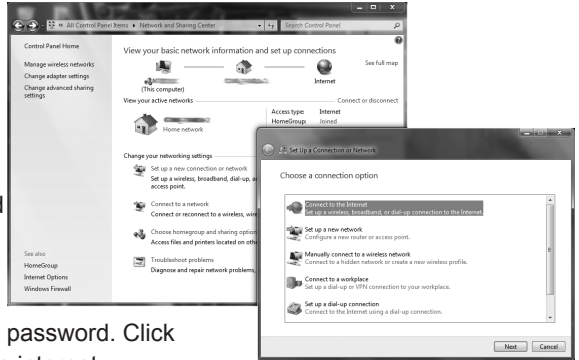 « All Control Panel Items ▸ Network and Sharing Center
Search Control Panel
Control Panel Home
Manage wireless networks
Change adapter settings
Change advanced sharing
settings
See also
HomeGroup
Internet Options
Windows Firewall
View your basic network information and set up connections
See full map
(This computer)
Internet
View your active networks
Connect or disconnect
Home network
Access type: Internet
HomeGroup: Joined
Change your networking settings
Set up a new connection or network
Set up a wireless, broadband, dial-up, a
access point.
Connect to a network
Connect or reconnect to a wireless, wire
Choose homegroup and sharing option
Access files and printers located on othe
Troubleshoot problems
Diagnose and repair network problems,
Set Up a Connection or Network
Choose a connection option
Connect to the Internet
Set up a wireless, broadband, or dial-up connection to the Internet.
Set up a new network
Configure a new router or access point.
Manually connect to a wireless network
Connect to a hidden network or create a new wireless profile.
Connect to a workplace
Set up a dial-up or VPN connection to your workplace.
Set up a dial-up connection
Connect to the Internet using a dial-up connection.
Next Cancel
password. Click